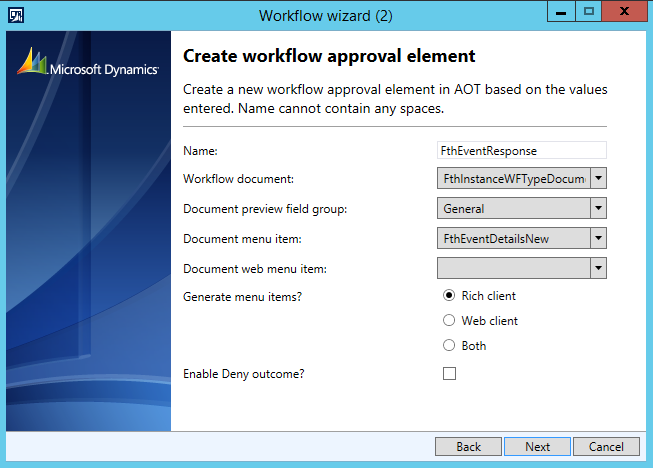 Workflow wizard (2)
Microsoft Dynamics
Create workflow approval element
Create a new workflow approval element in AOT based on the values
entered. Name cannot contain any spaces.
Name:
FthEventResponse
Workflow document:
FthInstanceWFTypeDocum
Document preview field group:
General
Document menu item:
FthEventDetailsNew
Document web menu item:
Generate menu items?
Rich client
Web client
Both
Enable Deny outcome?
Back
Next
Cancel